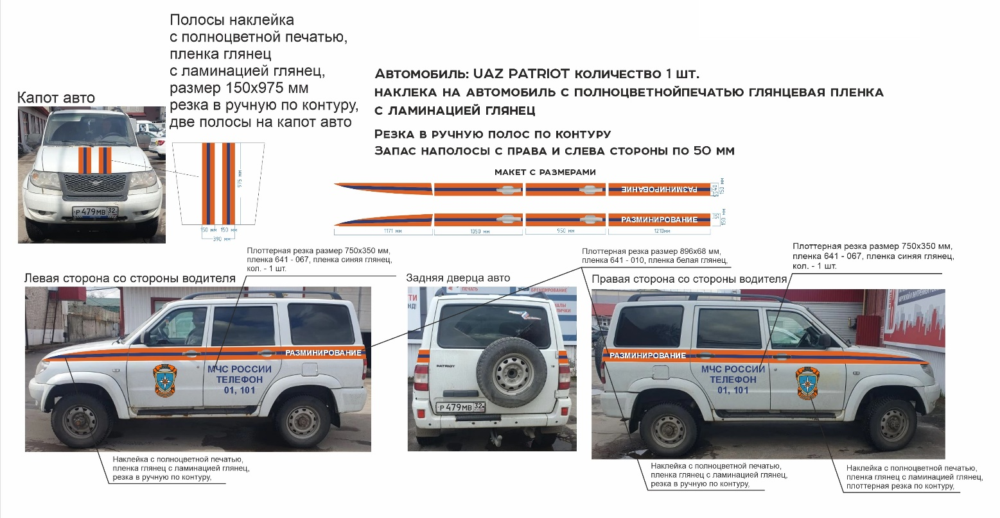 Полосы наклейка
с полноцветной печатью,
пленка глянец
с ламинацией глянец,
размер 150х975 мм
резка в ручную по контуру,
две полосы на капот авто
Капот авто
Автомобиль: UAZ PATRIOT количество 1 шт.
наклека на автомобиль с полноцветнойпечатью глянцевая пленка
с ламинацией глянец
Резка в ручную полос по контуру
Запас наполосы с права и слева стороны по 50 мм
макет с размерами
Р 479 МВ 32
975 мм
150 мм 150 мм
390 мм
РАЗМИНИРОВАНИЕ
40
55
150 мм
РАЗМИНИРОВАНИЕ
55
150 мм
1171 мм
1050 мм
950 мм
1210мм
Плоттерная резка размер 750х350 мм,
пленка 641 - 067, пленка синяя глянец,
кол. - 1 шт.
Плоттерная резка размер 896х68 мм,
пленка 641 - 010, пленка белая глянец,
Плоттерная резка размер 750х350 мм,
пленка 641 - 067, пленка синяя глянец,
кол. - 1 шт.
Левая сторона со стороны водителя
Задняя дверца авто
Правая сторона со стороны водителя
РАЗМИНИРОВАНИЕ
МЧС РОССИИ
ТЕЛЕФОН
01, 101
ПЕЧАТЬ
БРЕНДИРОВАНИЕ
PATRIOT
Р 479 МВ 32
РАЗМИНИРОВАНИЕ
МЧС РОССИИ
ТЕЛЕФОН
01, 101
Наклейка с полноцветной печатью,
пленка глянец с ламинацией глянец,
резка в ручную по контуру,
Наклейка с полноцветной печатью,
пленка глянец с ламинацией глянец,
резка в ручную по контуру,
Наклейка с полноцветной печатью,
пленка глянец с ламинацией глянец,
плоттерная резка по контуру,